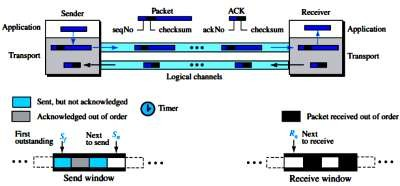 Sender Packet ACK Receiver
Application seqNo checksum ackNo checksum Application
Transport Transport
Logical channels
Sent, but not acknowledged
Acknowledged out of order
Timer
Packet received out of order
First outstanding Sf Next to send Sn
Rn Next to receive
Send window Receive window